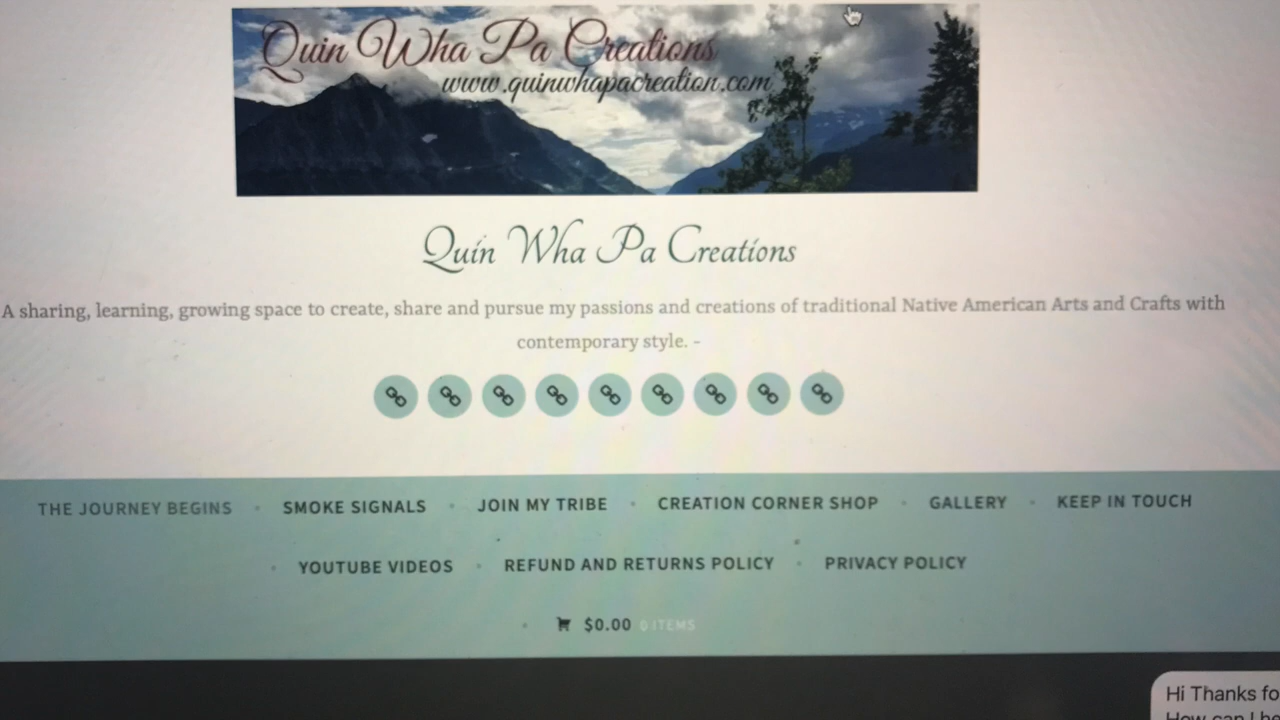 Quin Wha Pa Creations
www.quinwhapacreation.com
Quin Wha Pa Creations
A sharing, learning, growing space to create, share and pursue my passions and creations of traditional Native American Arts and Crafts with
contemporary style. -
THE JOURNEY BEGINS SMOKE SIGNALS JOIN MY TRIBE CREATION CORNER SHOP GALLERY KEEP IN TOUCH
YOUTUBE VIDEOS REFUND AND RETURNS POLICY PRIVACY POLICY
$0.00 0 ITEMS
Hi Thanks fo
How can I he